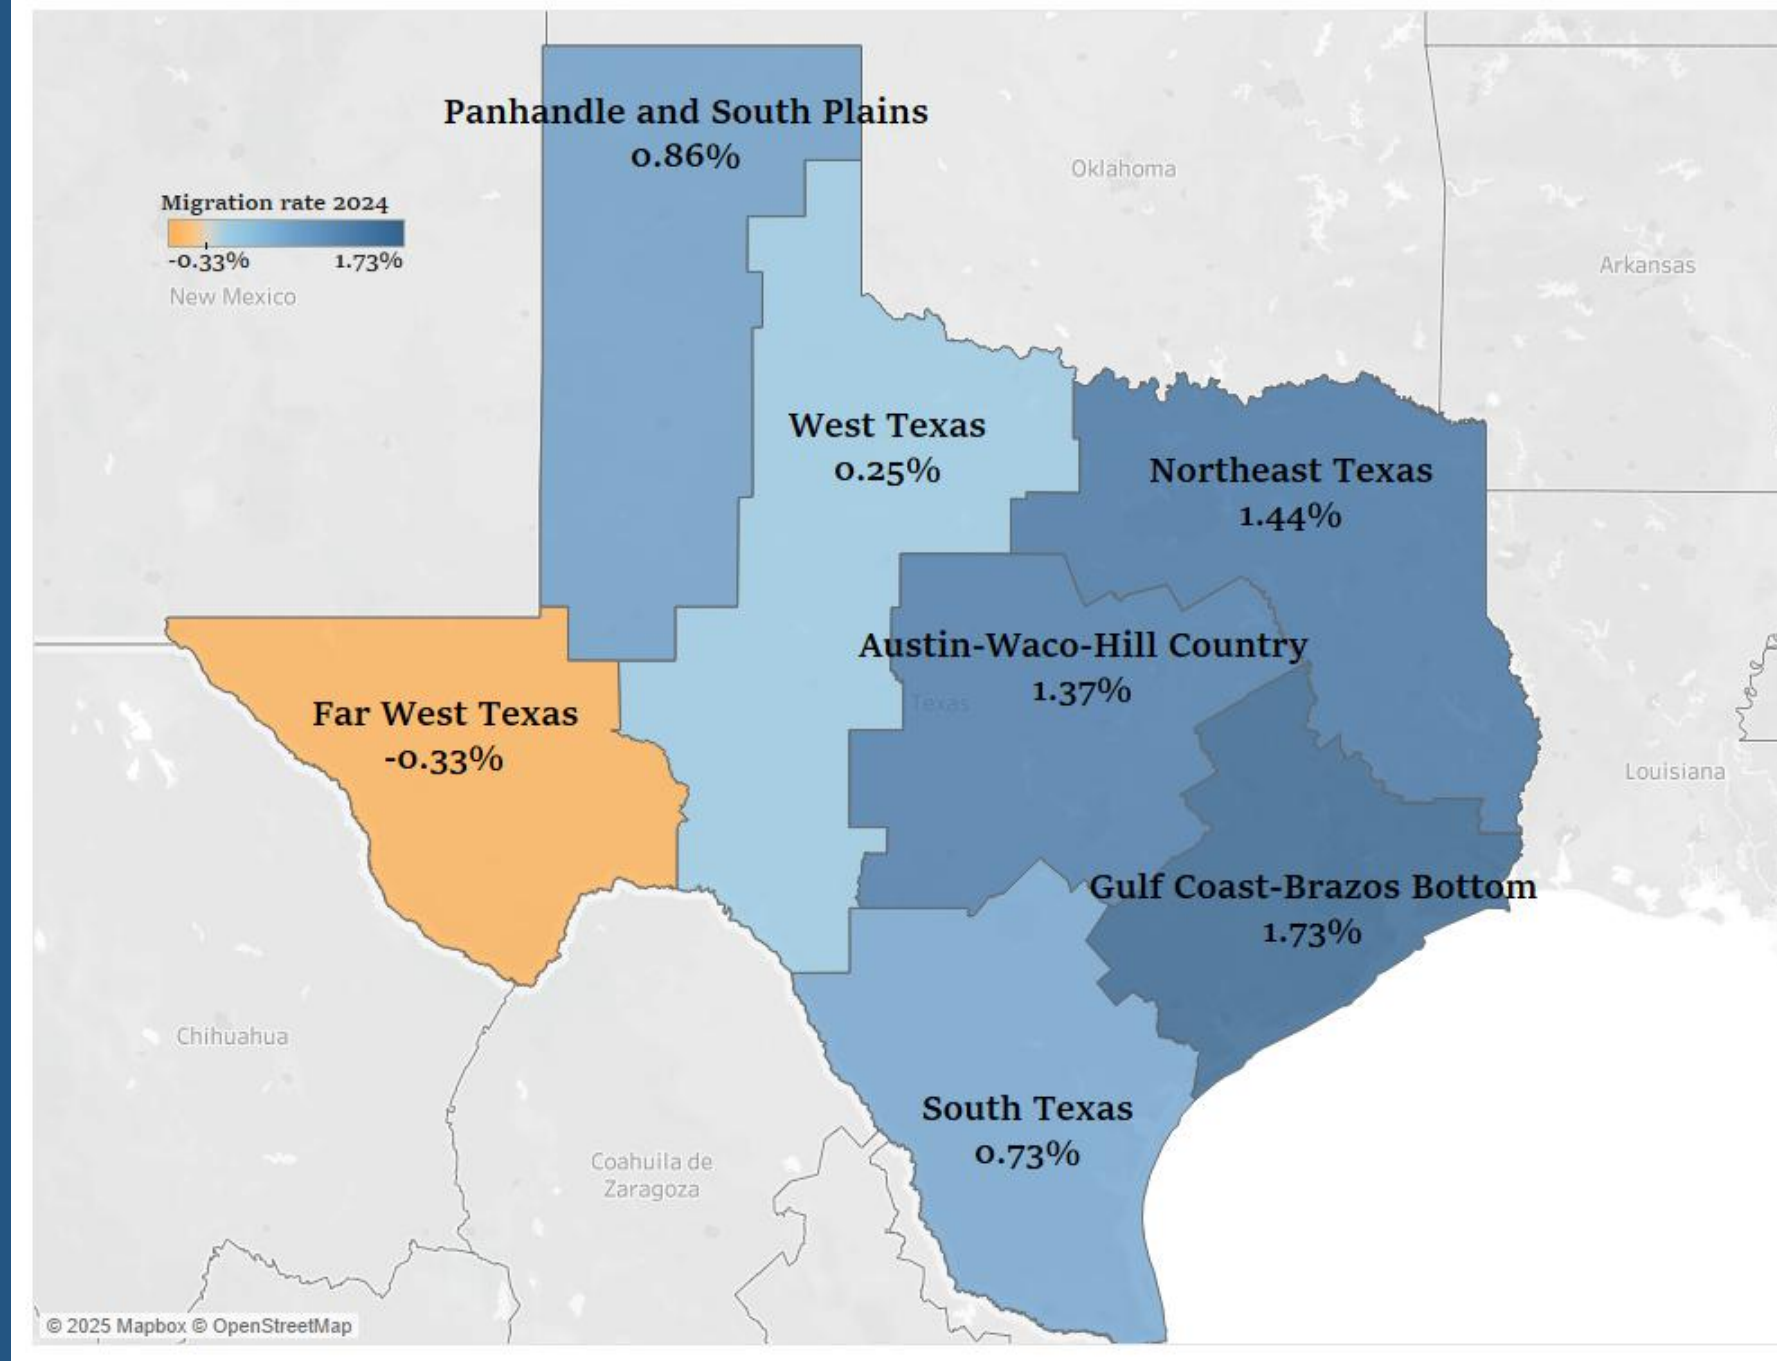 Panhandle and South Plains
0.86%
Oklahoma
Migration rate 2024
-0.33% 1.73%
New Mexico
Arkansas
West Texas
0.25%
Northeast Texas
1.44%
Austin-Waco-Hill Country
1.37%
Texas
Far West Texas
-0.33%
Louisiana
Gulf Coast-Brazos Bottom
1.73%
Chihuahua
South Texas
0.73%
Coahuila de
Zaragoza
© 2025 Mapbox © OpenStreetMap